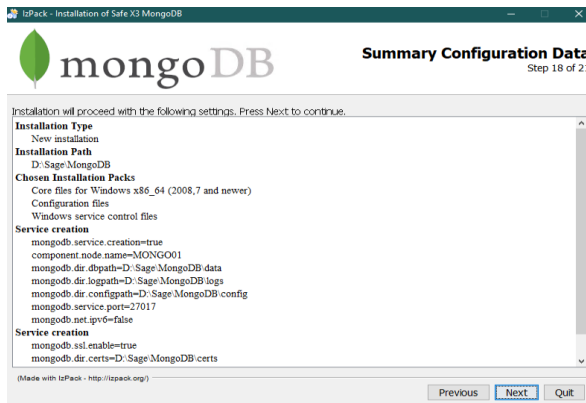 IzPack - Installation of Safe X3 MongoDB
mongoDB
Summary Configuration Data
Step 18 of 21
Installation will proceed with the following settings. Press Next to continue.
Installation Type
New installation
Installation Path
D:\Sage\MongoDB
Chosen Installation Packs
Core files for Windows x86_64 (2008,7 and newer)
Configuration files
Windows service control files
Service creation
mongodb.service.creation=true
component.node.name=MONGO01
mongodb.dir.dbpath=D:\Sage\MongoDB\data
mongodb.dir.logpath=D:\Sage\MongoDB\logs
mongodb.dir.configpath=D:\Sage\MongoDB\config
mongodb.service.port=27017
mongodb.net.ipv6=false
Service creation
mongodb.ssl.enable=true
mongodb.dir.certs=D:\Sage\MongoDB\certs
(Made with IzPack - http://izpack.org/)
Previous Next Quit